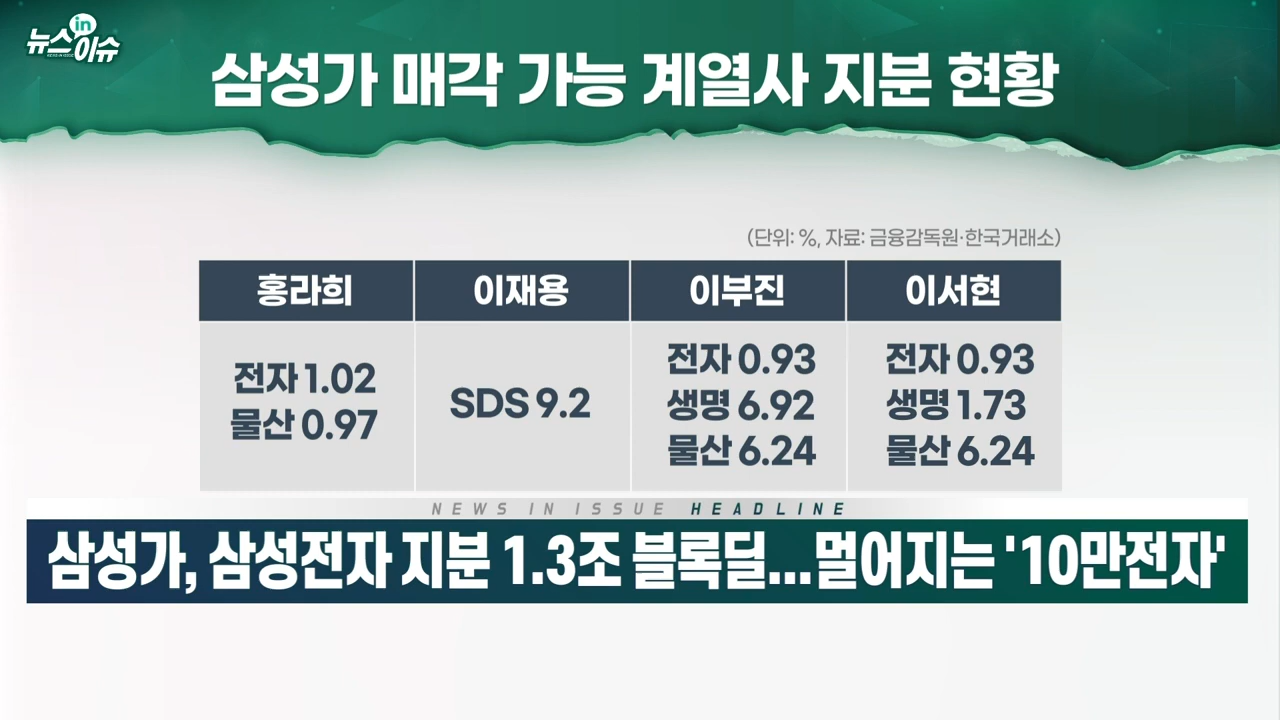 뉴스in이슈
삼성가 매각 가능 계열사 지분 현황
(단위: %, 자료: 금융감독원·한국거래소)
홍라희 이재용 이부진 이서현
전자 1.02
물산 0.97
SDS 9.2
전자 0.93
생명 6.92
물산 6.24
전자 0.93
생명 1.73
물산 6.24
NEWS IN ISSUE HEADLINE
삼성가, 삼성전자 지분 1.3조 블록딜...멀어지는 '10만전자'